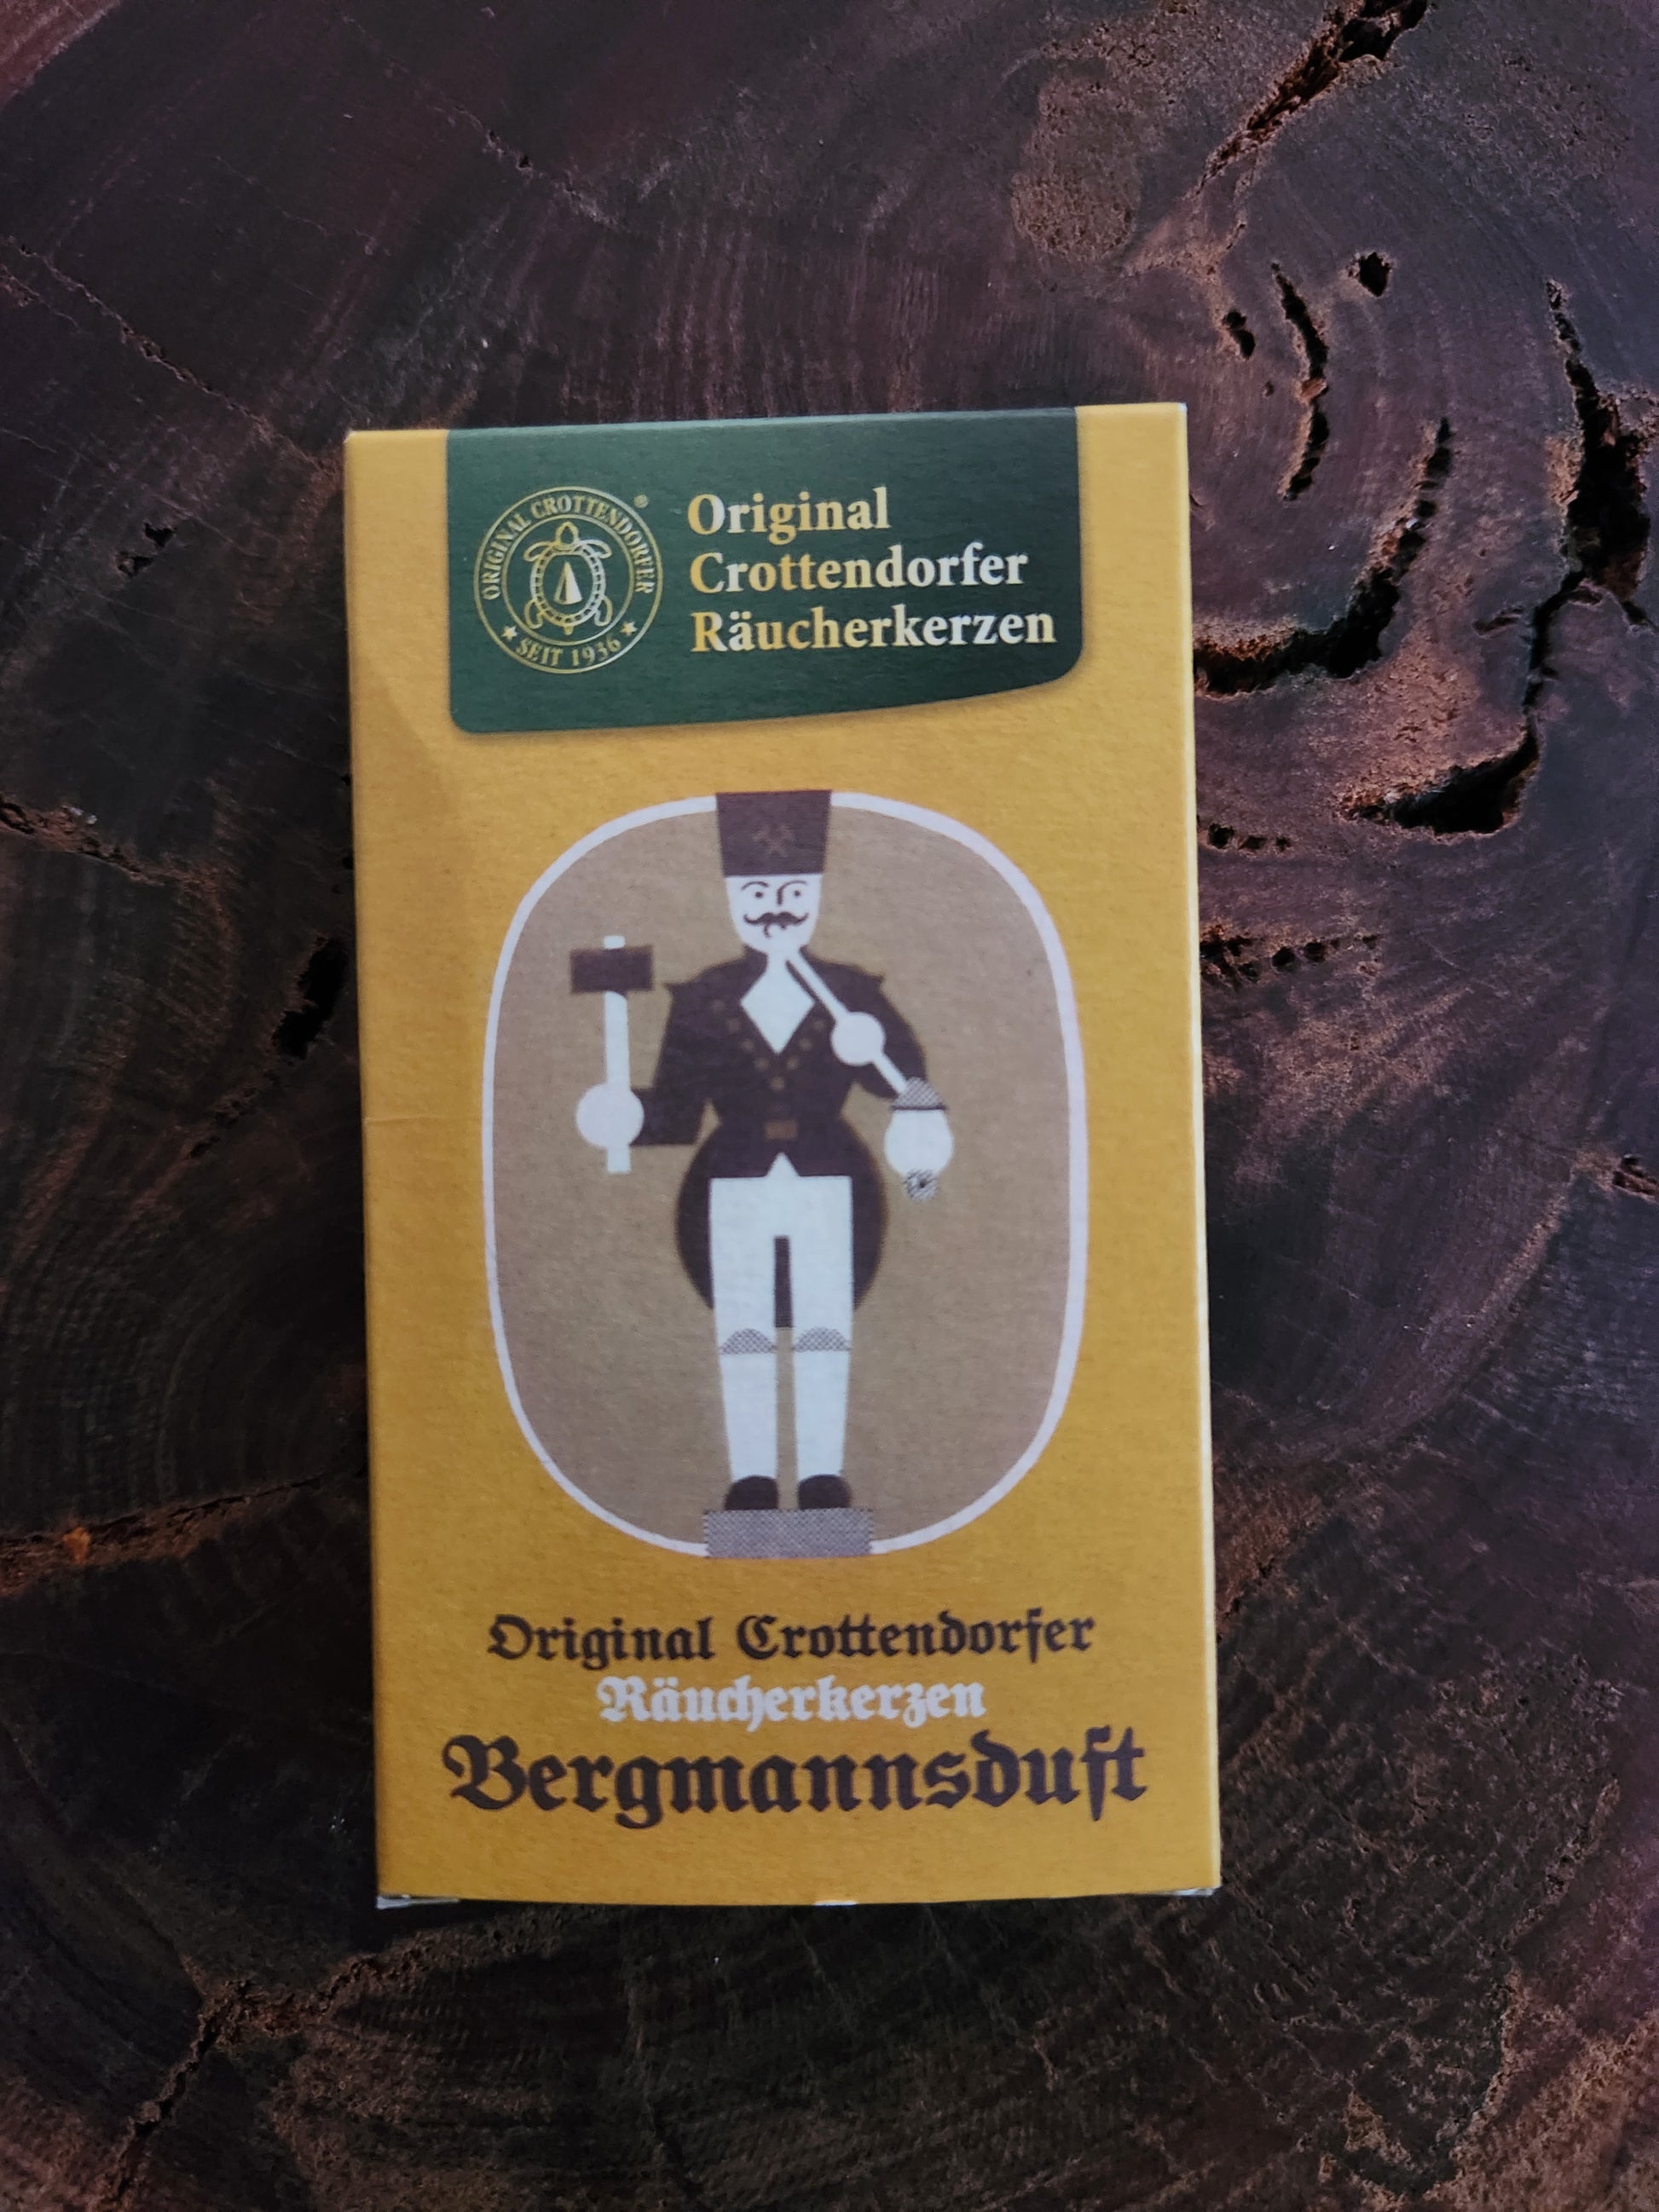 ORIGINAL CROTTENDORFER ®
SEIT 1936
Original
Crottendorfer
Räucherkerzen
Original Crottendorfer
Räucherkerzen
Bergmannsduft